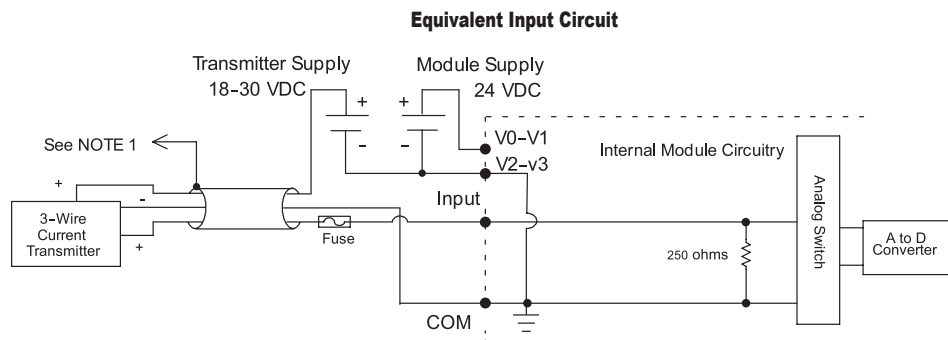 Equivalent Input Circuit
Transmitter Supply
18-30 VDC
Module Supply
24 VDC
+
-
+
-
V0-V1
V2-v3
See NOTE 1
Internal Module Circuitry
+
-
+
3-Wire
Current
Transmitter
Input
Fuse
250 ohms
Analog Switch
A to D
Converter
COM